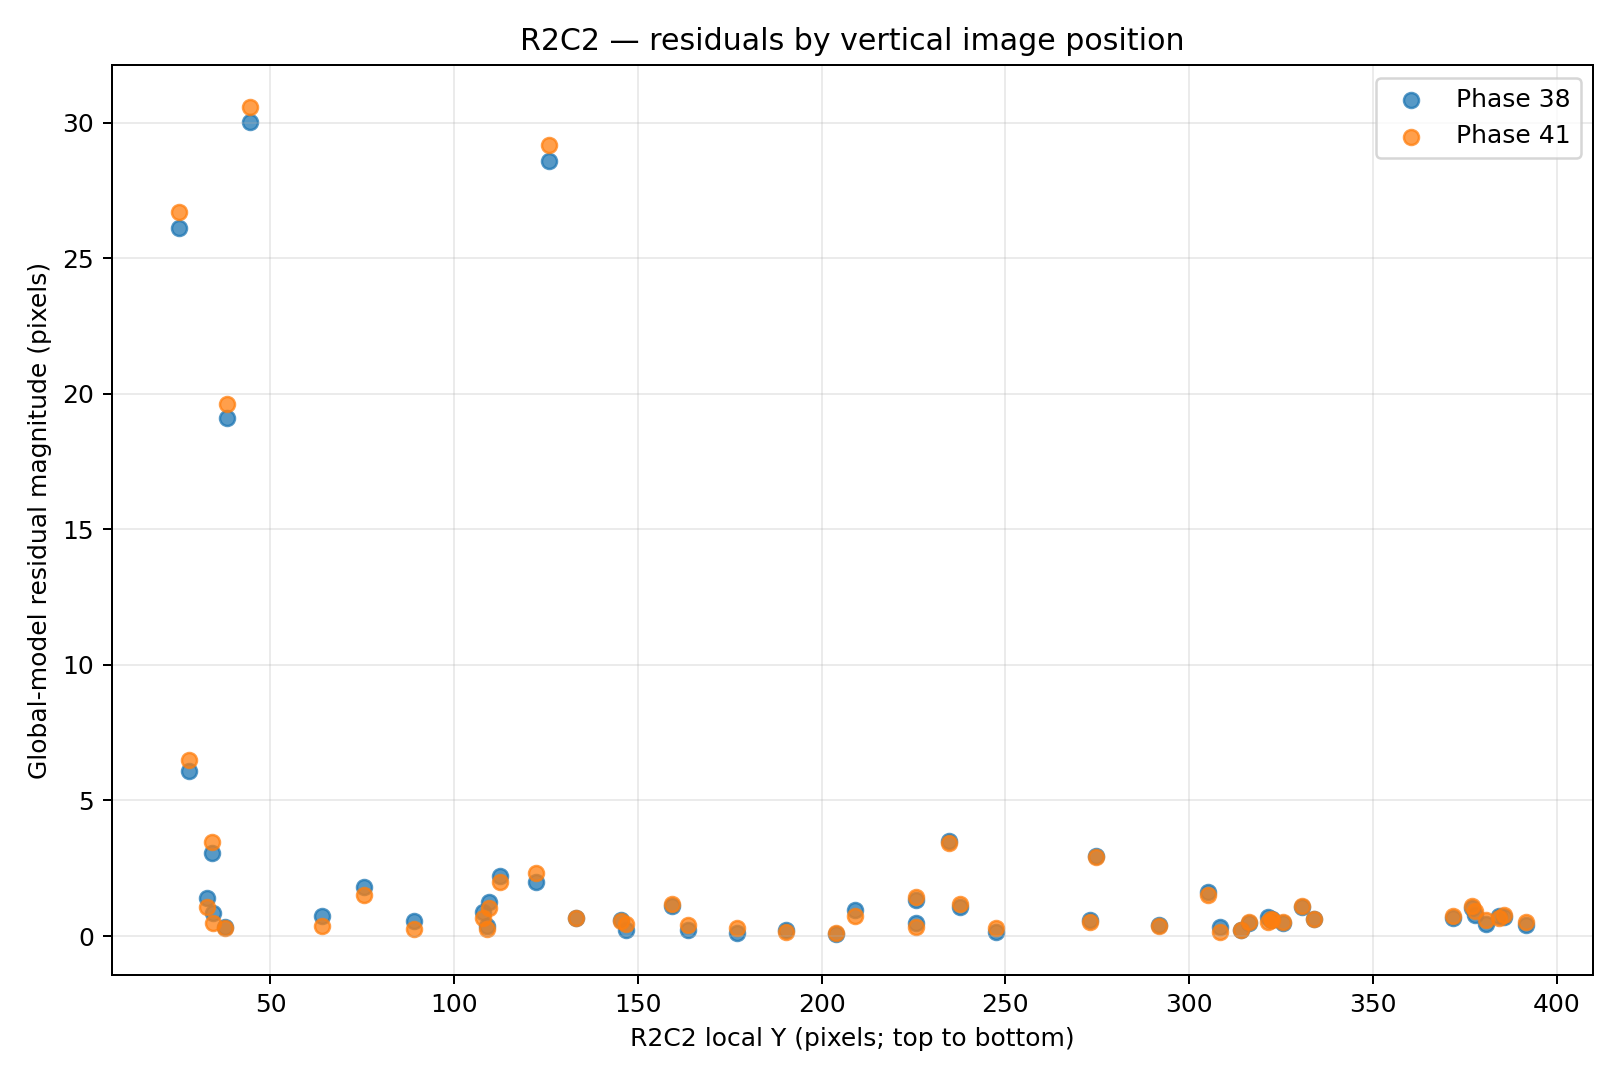 R2C2 — residuals by vertical image position
Phase 38
Phase 41
Global-model residual magnitude (pixels)
30
25
20
15
10
5
0
50 100 150 200 250 300 350 400
R2C2 local Y (pixels; top to bottom)